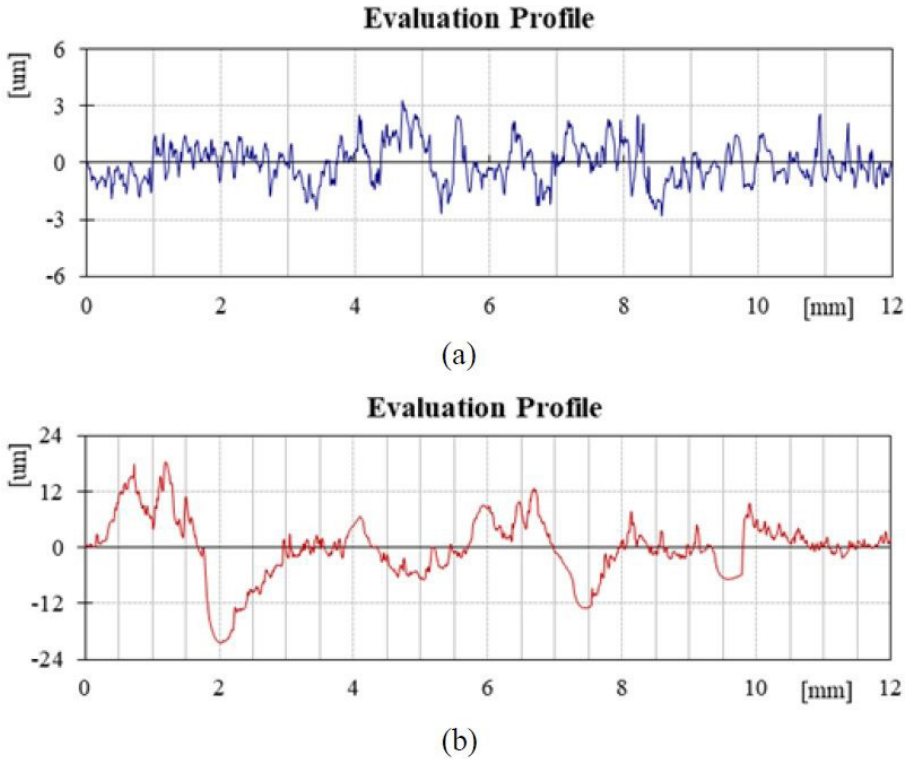 Evaluation Profile
[um]
6
3
0
-3
-6
0 2 4 6 8 10 [mm] 12
(a)
Evaluation Profile
[um]
24
12
0
-12
-24
0 2 4 6 8 10 [mm] 12
(b)